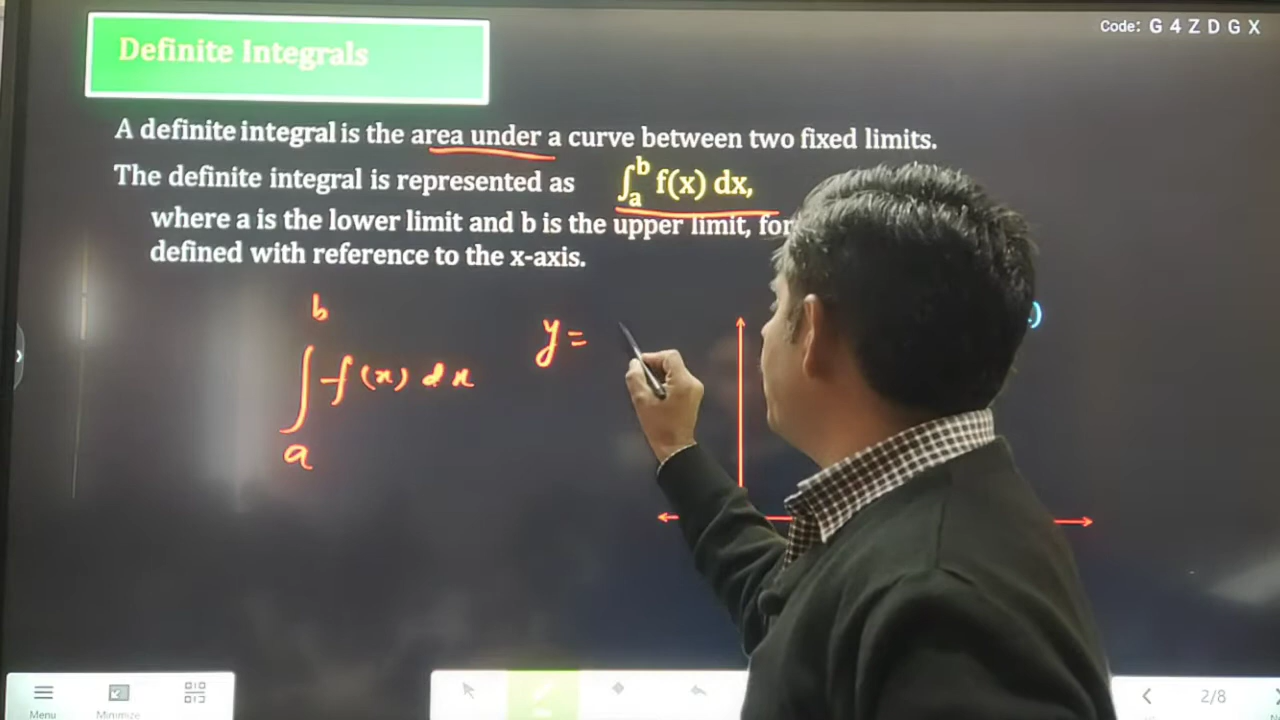 Code: G 4 Z D G X
Definite Integrals
A definite integral is the area under a curve between two fixed limits.
The definite integral is represented as ∫ₐᵇ f(x) dx,
where a is the lower limit and b is the upper limit, for
defined with reference to the x-axis.
b
∫ f(x) dx
a
y =
)
Menu
Minimize
2/8